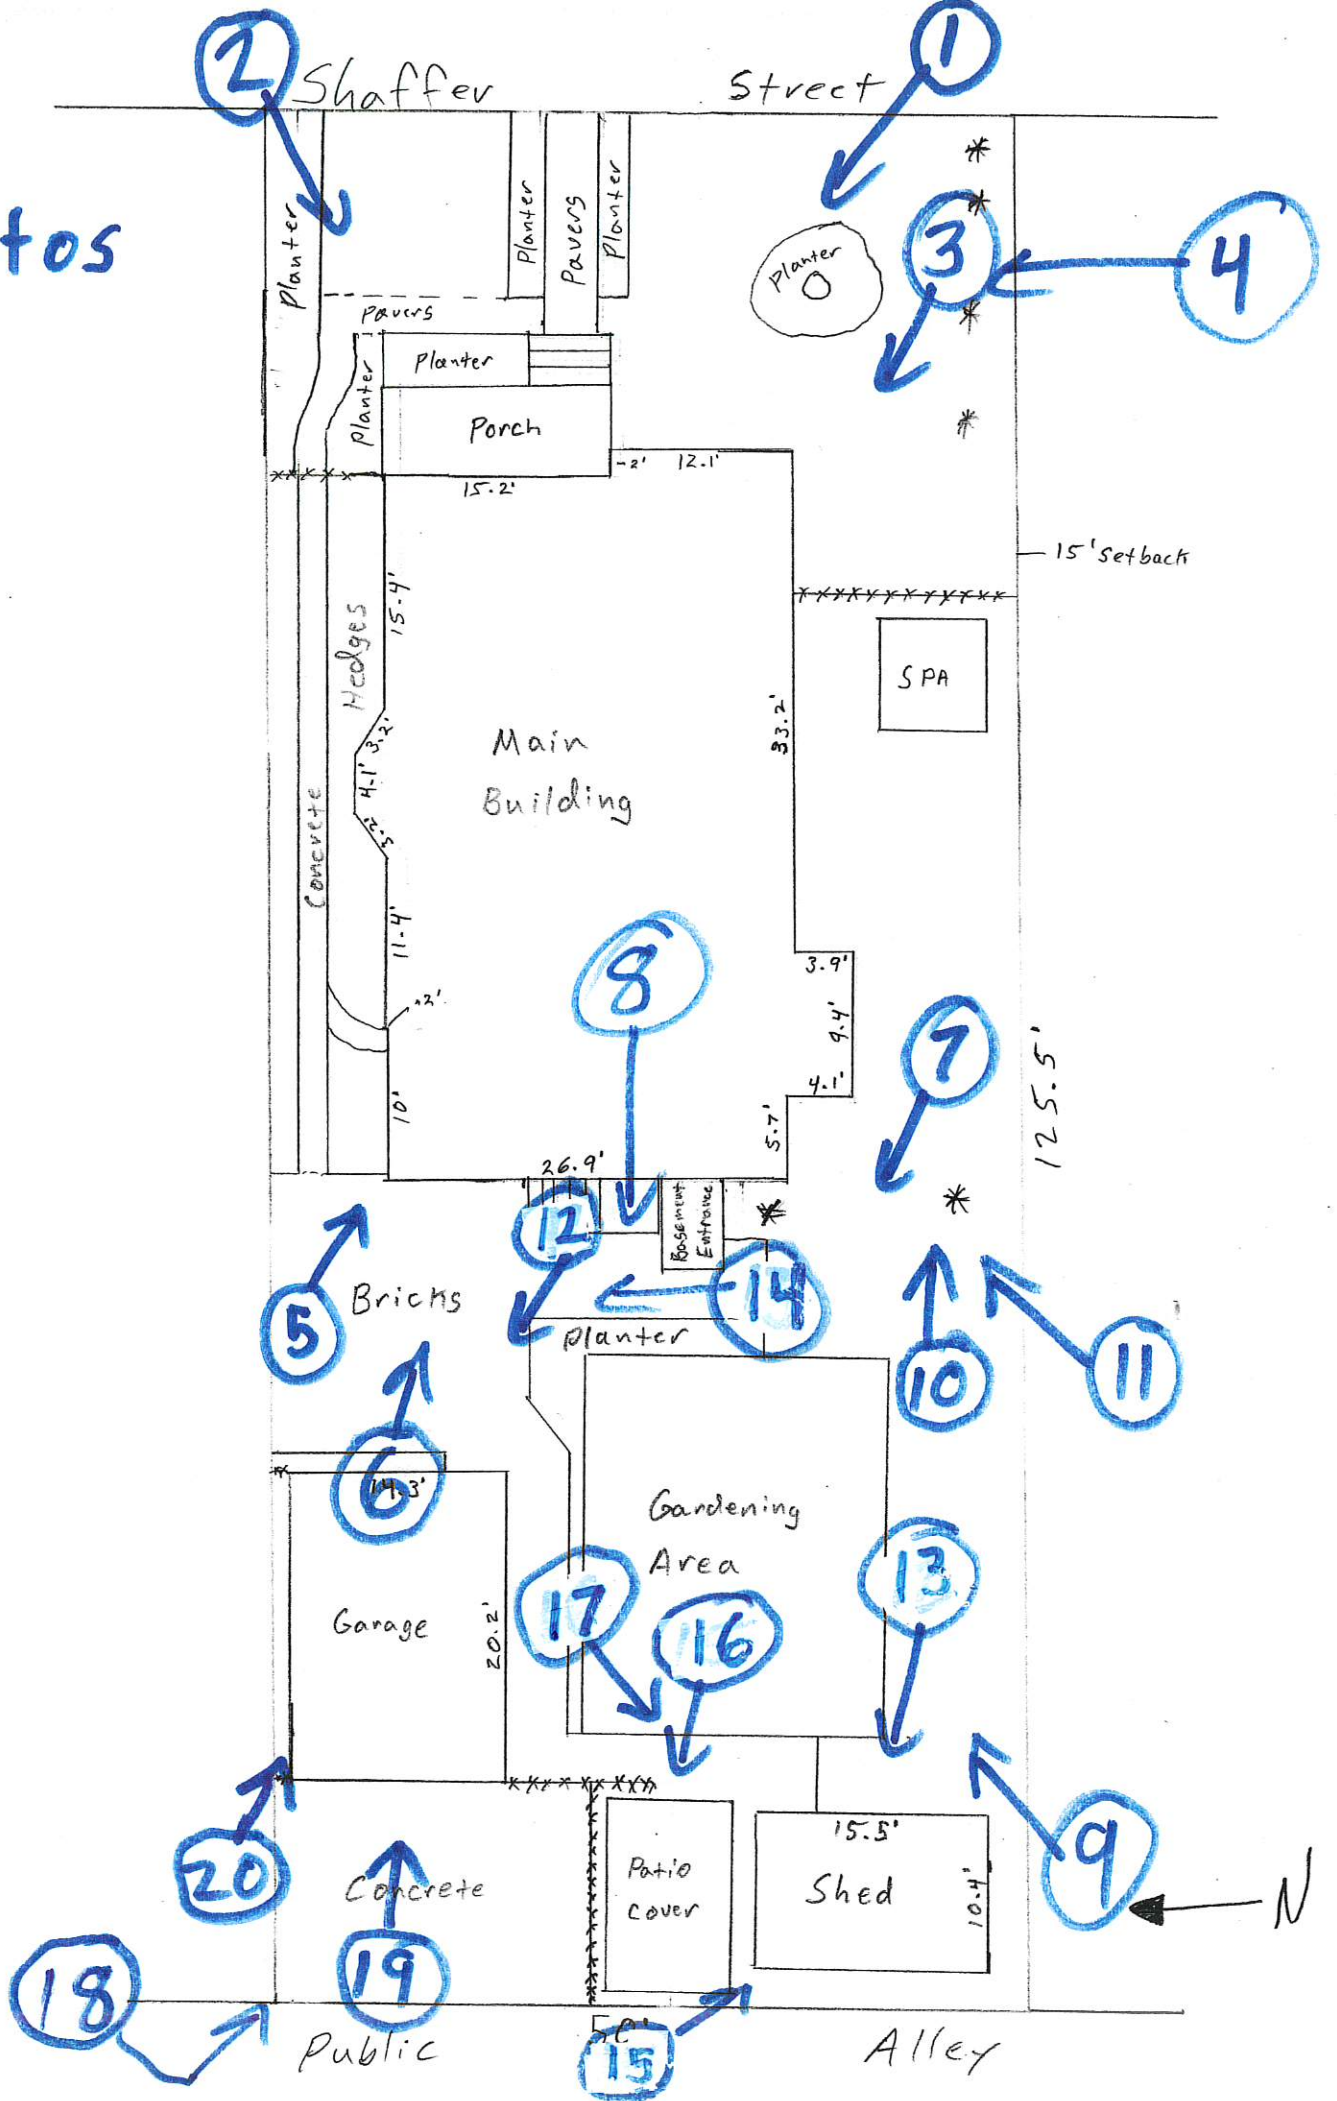 2
1
Shaffer Street
tos
Planter
Planter
Pavers
Planter
Planter
3
4
Pavers
Planter
Planter
Porch
.2'
12.1'
15.2'
15' setback
15.4'
Hedges
SPA
3.2'
33.2'
Main
Building
4.1'
3.2'
Concrete
11.4'
8
3.9'
9.4'
4.1'
.2'
7
125.5'
10'
5.7'
26.9'
12
Basement
Entrance
14
5
Bricks
Planter
10
11
6
14.3'
Gardening
Area
13
17
16
Garage
20.2'
20
Concrete
19
Patio
cover
15.5'
Shed
10.4'
9
N
18
Public
50'
15
Alley